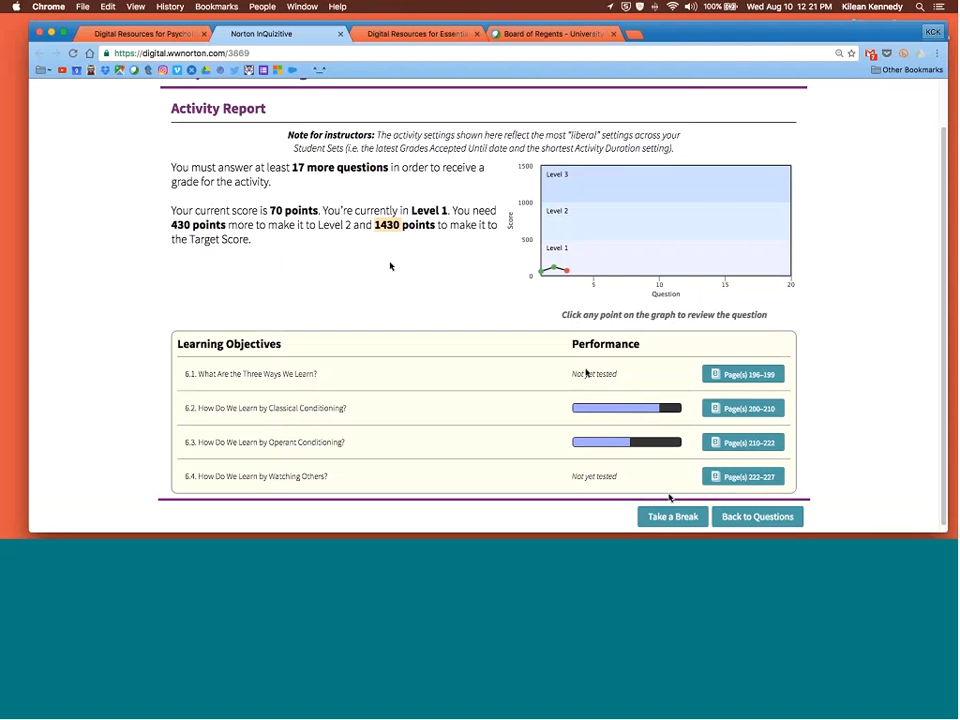 Chrome File Edit View History Bookmarks People Window Help 100% Wed Aug 10 12:21 PM Kilean Kennedy
Digital Resources for Psycho Norton InQuizitive Digital Resources for Essentia Board of Regents - University KCK
https://digital.wwnorton.com/3869
Other Bookmarks
Activity Report
Note for instructors: The activity settings shown here reflect the most "liberal" settings across your
Student Sets (i.e. the latest Grades Accepted Until date and the shortest Activity Duration setting).
You must answer at least 17 more questions in order to receive a
grade for the activity.
Your current score is 70 points. You're currently in Level 1. You need
430 points more to make it to Level 2 and 1430 points to make it to
the Target Score.
1500
1000
500
0
Score
Level 3
Level 2
Level 1
5 10 15 20
Question
Click any point on the graph to review the question
Learning Objectives Performance
6.1. What Are the Three Ways We Learn? Not yet tested Page(s) 196–199
6.2. How Do We Learn by Classical Conditioning? Page(s) 200–210
6.3. How Do We Learn by Operant Conditioning? Page(s) 210–222
6.4. How Do We Learn by Watching Others? Not yet tested Page(s) 222–227
Take a Break Back to Questions